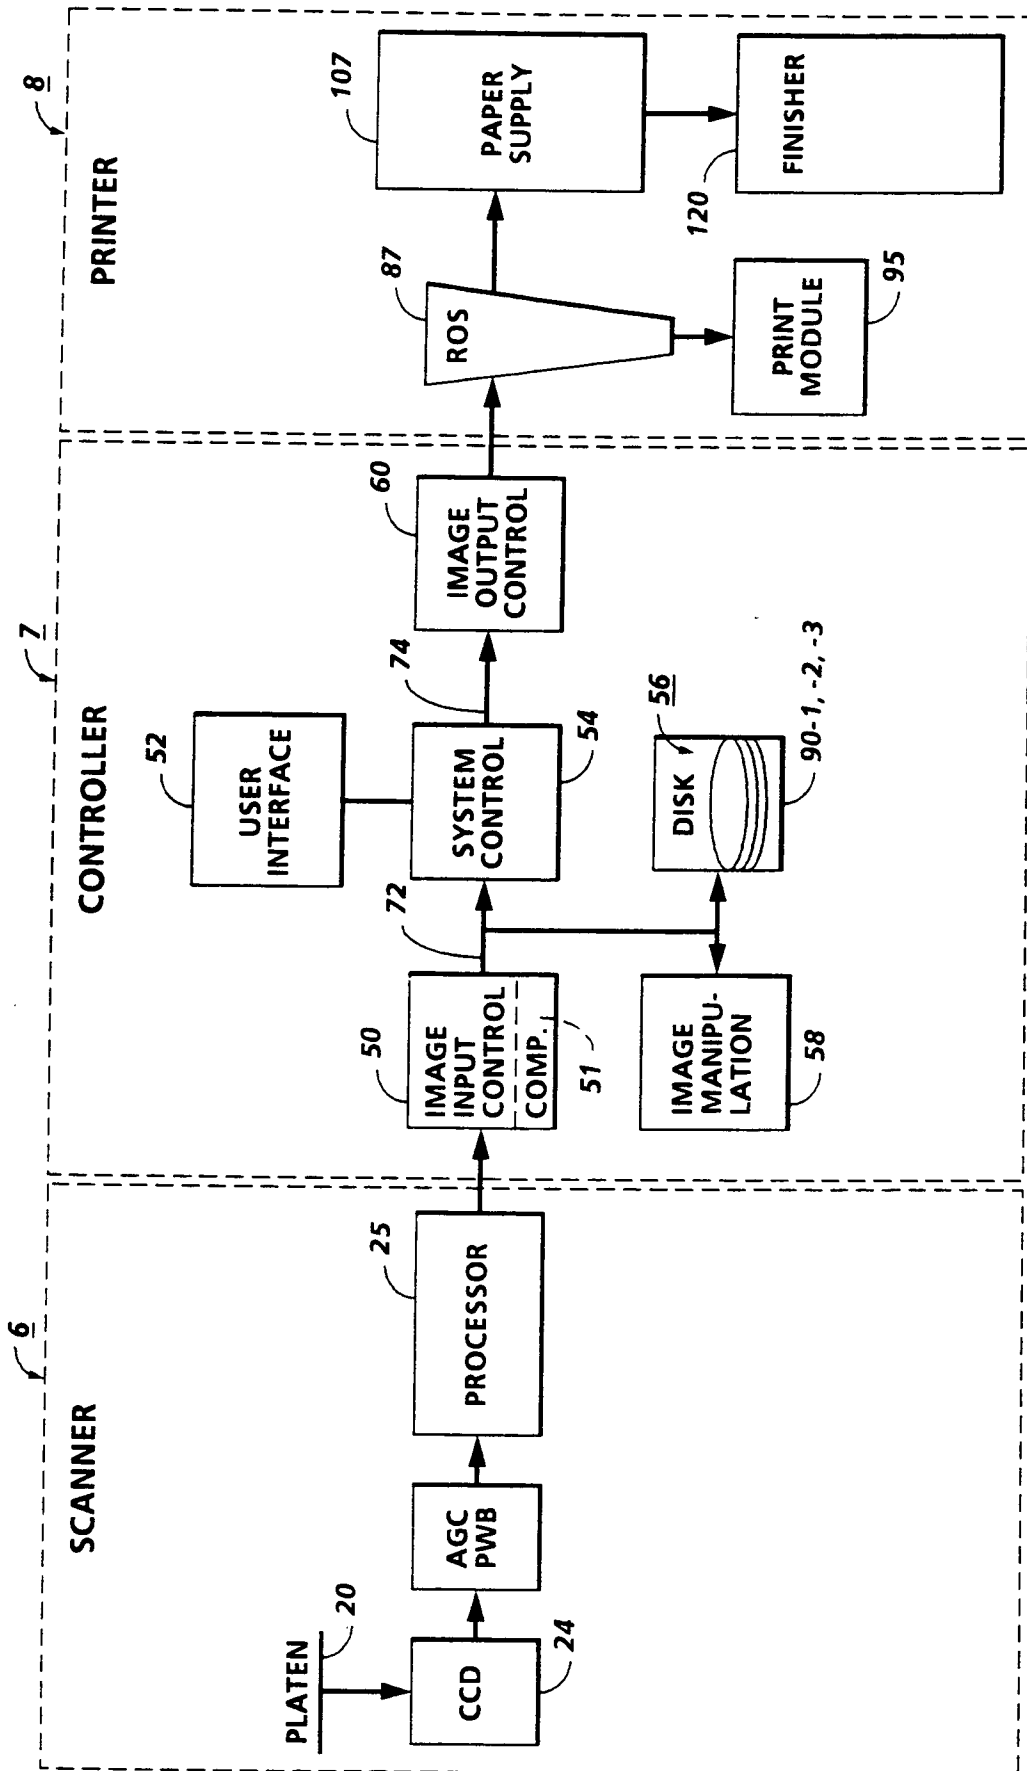 SCANNER
6
PLATEN
20
CCD
24
AGC
PWB
PROCESSOR
25
CONTROLLER
7
IMAGE
INPUT
CONTROL
COMP.
50
51
72
USER
INTERFACE
52
SYSTEM
CONTROL
54
74
IMAGE
MANIPU-
LATION
58
DISK
56
90-1, -2, -3
IMAGE
OUTPUT
CONTROL
60
PRINTER
8
ROS
87
PRINT
MODULE
95
PAPER
SUPPLY
107
FINISHER
120